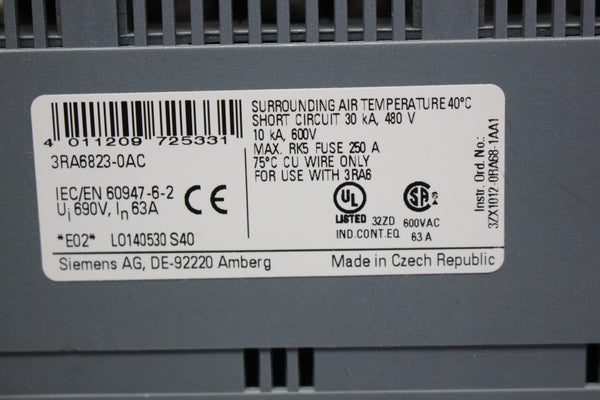 4 011209 725331
3RA6823-0AC
IEC/EN 60947-6-2
Ui 690V, In 63A
CE
*E02* L0140530 S40
SURROUNDING AIR TEMPERATURE 40°C
SHORT CIRCUIT 30 kA, 480 V
10 kA, 600V
MAX. RK5 FUSE 250 A
75°C CU WIRE ONLY
FOR USE WITH 3RA6
UL
LISTED 32ZD
IND.CONT.EQ.
SA
600VAC
63 A
Instr. Ord. No.:
3ZX1012-0RA68-1AA1
Siemens AG, DE-92220 Amberg
Made in Czech Republic